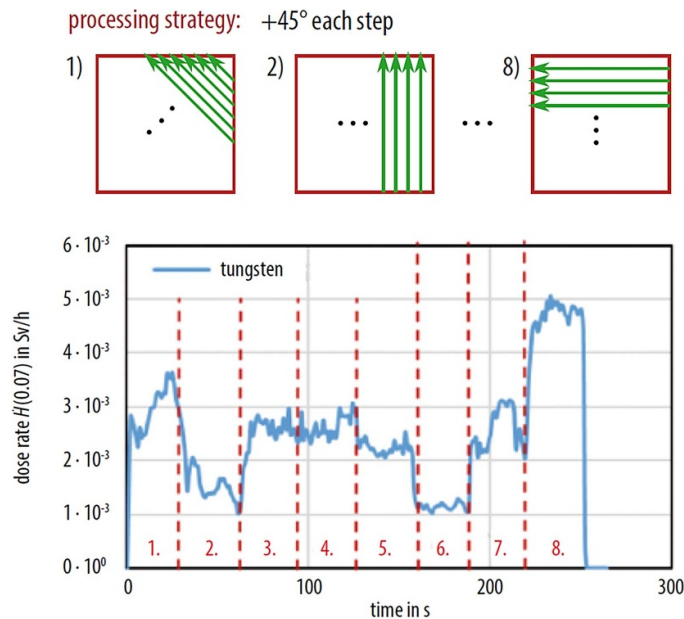 processing strategy: +45° each step
1) 2) 8)
6 · 10⁻³
5 · 10⁻³
4 · 10⁻³
3 · 10⁻³
2 · 10⁻³
1 · 10⁻³
0 · 10⁰
dose rate Ḣ(0.07) in Sv/h
tungsten
1. 2. 3. 4. 5. 6. 7. 8.
0 100 200 300
time in s